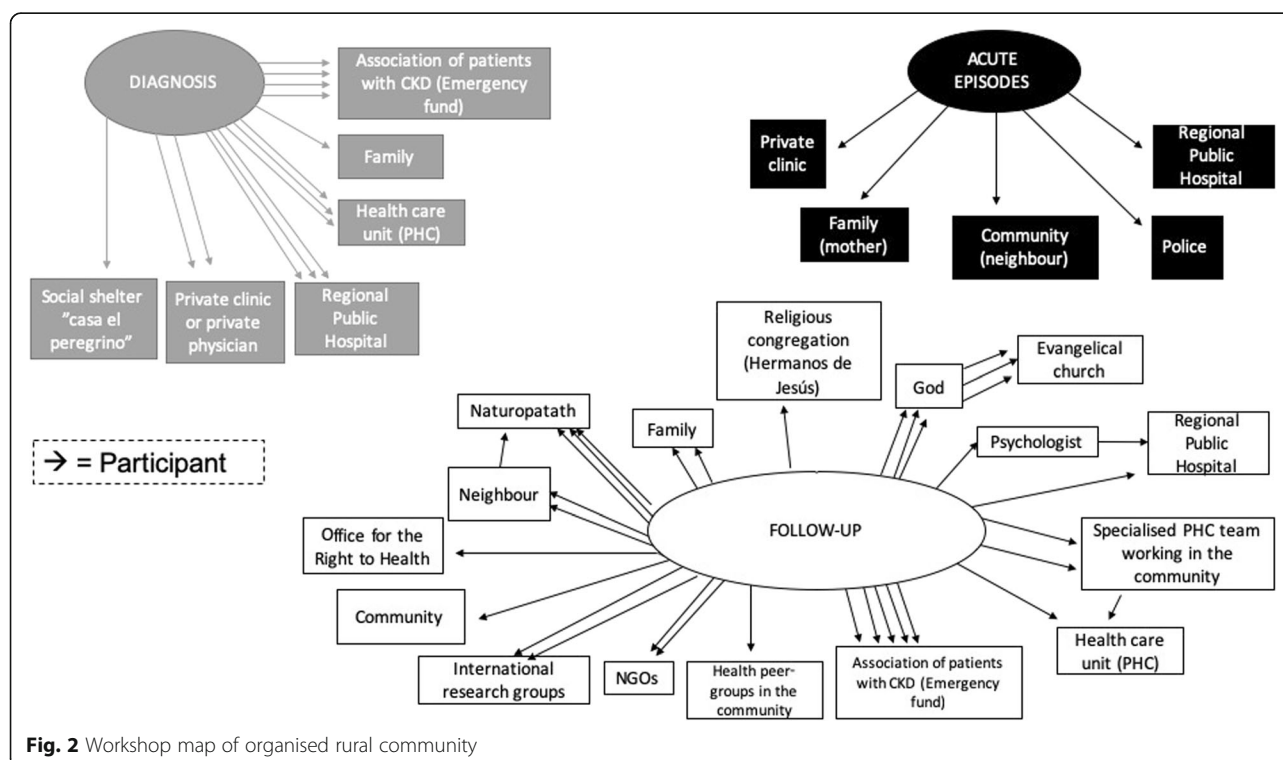 DIAGNOSIS
Association of patients
with CKD (Emergency
fund)
Family
Health care
unit (PHC)
Social shelter
"casa el
peregrino"
Private clinic
or private
physician
Regional
Public
Hospital
ACUTE
EPISODES
Private
clinic
Family
(mother)
Community
(neighbour)
Police
Regional
Public
Hospital
→ = Participant
FOLLOW-UP
Naturopatath
Neighbour
Family
Religious
congregation
(Hermanos de
Jesús)
God
Evangelical
church
Psychologist
Regional
Public
Hospital
Office for the
Right to Health
Community
International
research groups
NGOs
Health peer-
groups in the
community
Association of patients
with CKD (Emergency
fund)
Specialised PHC team
working in the
community
Health care
unit (PHC)
Fig. 2 Workshop map of organised rural community